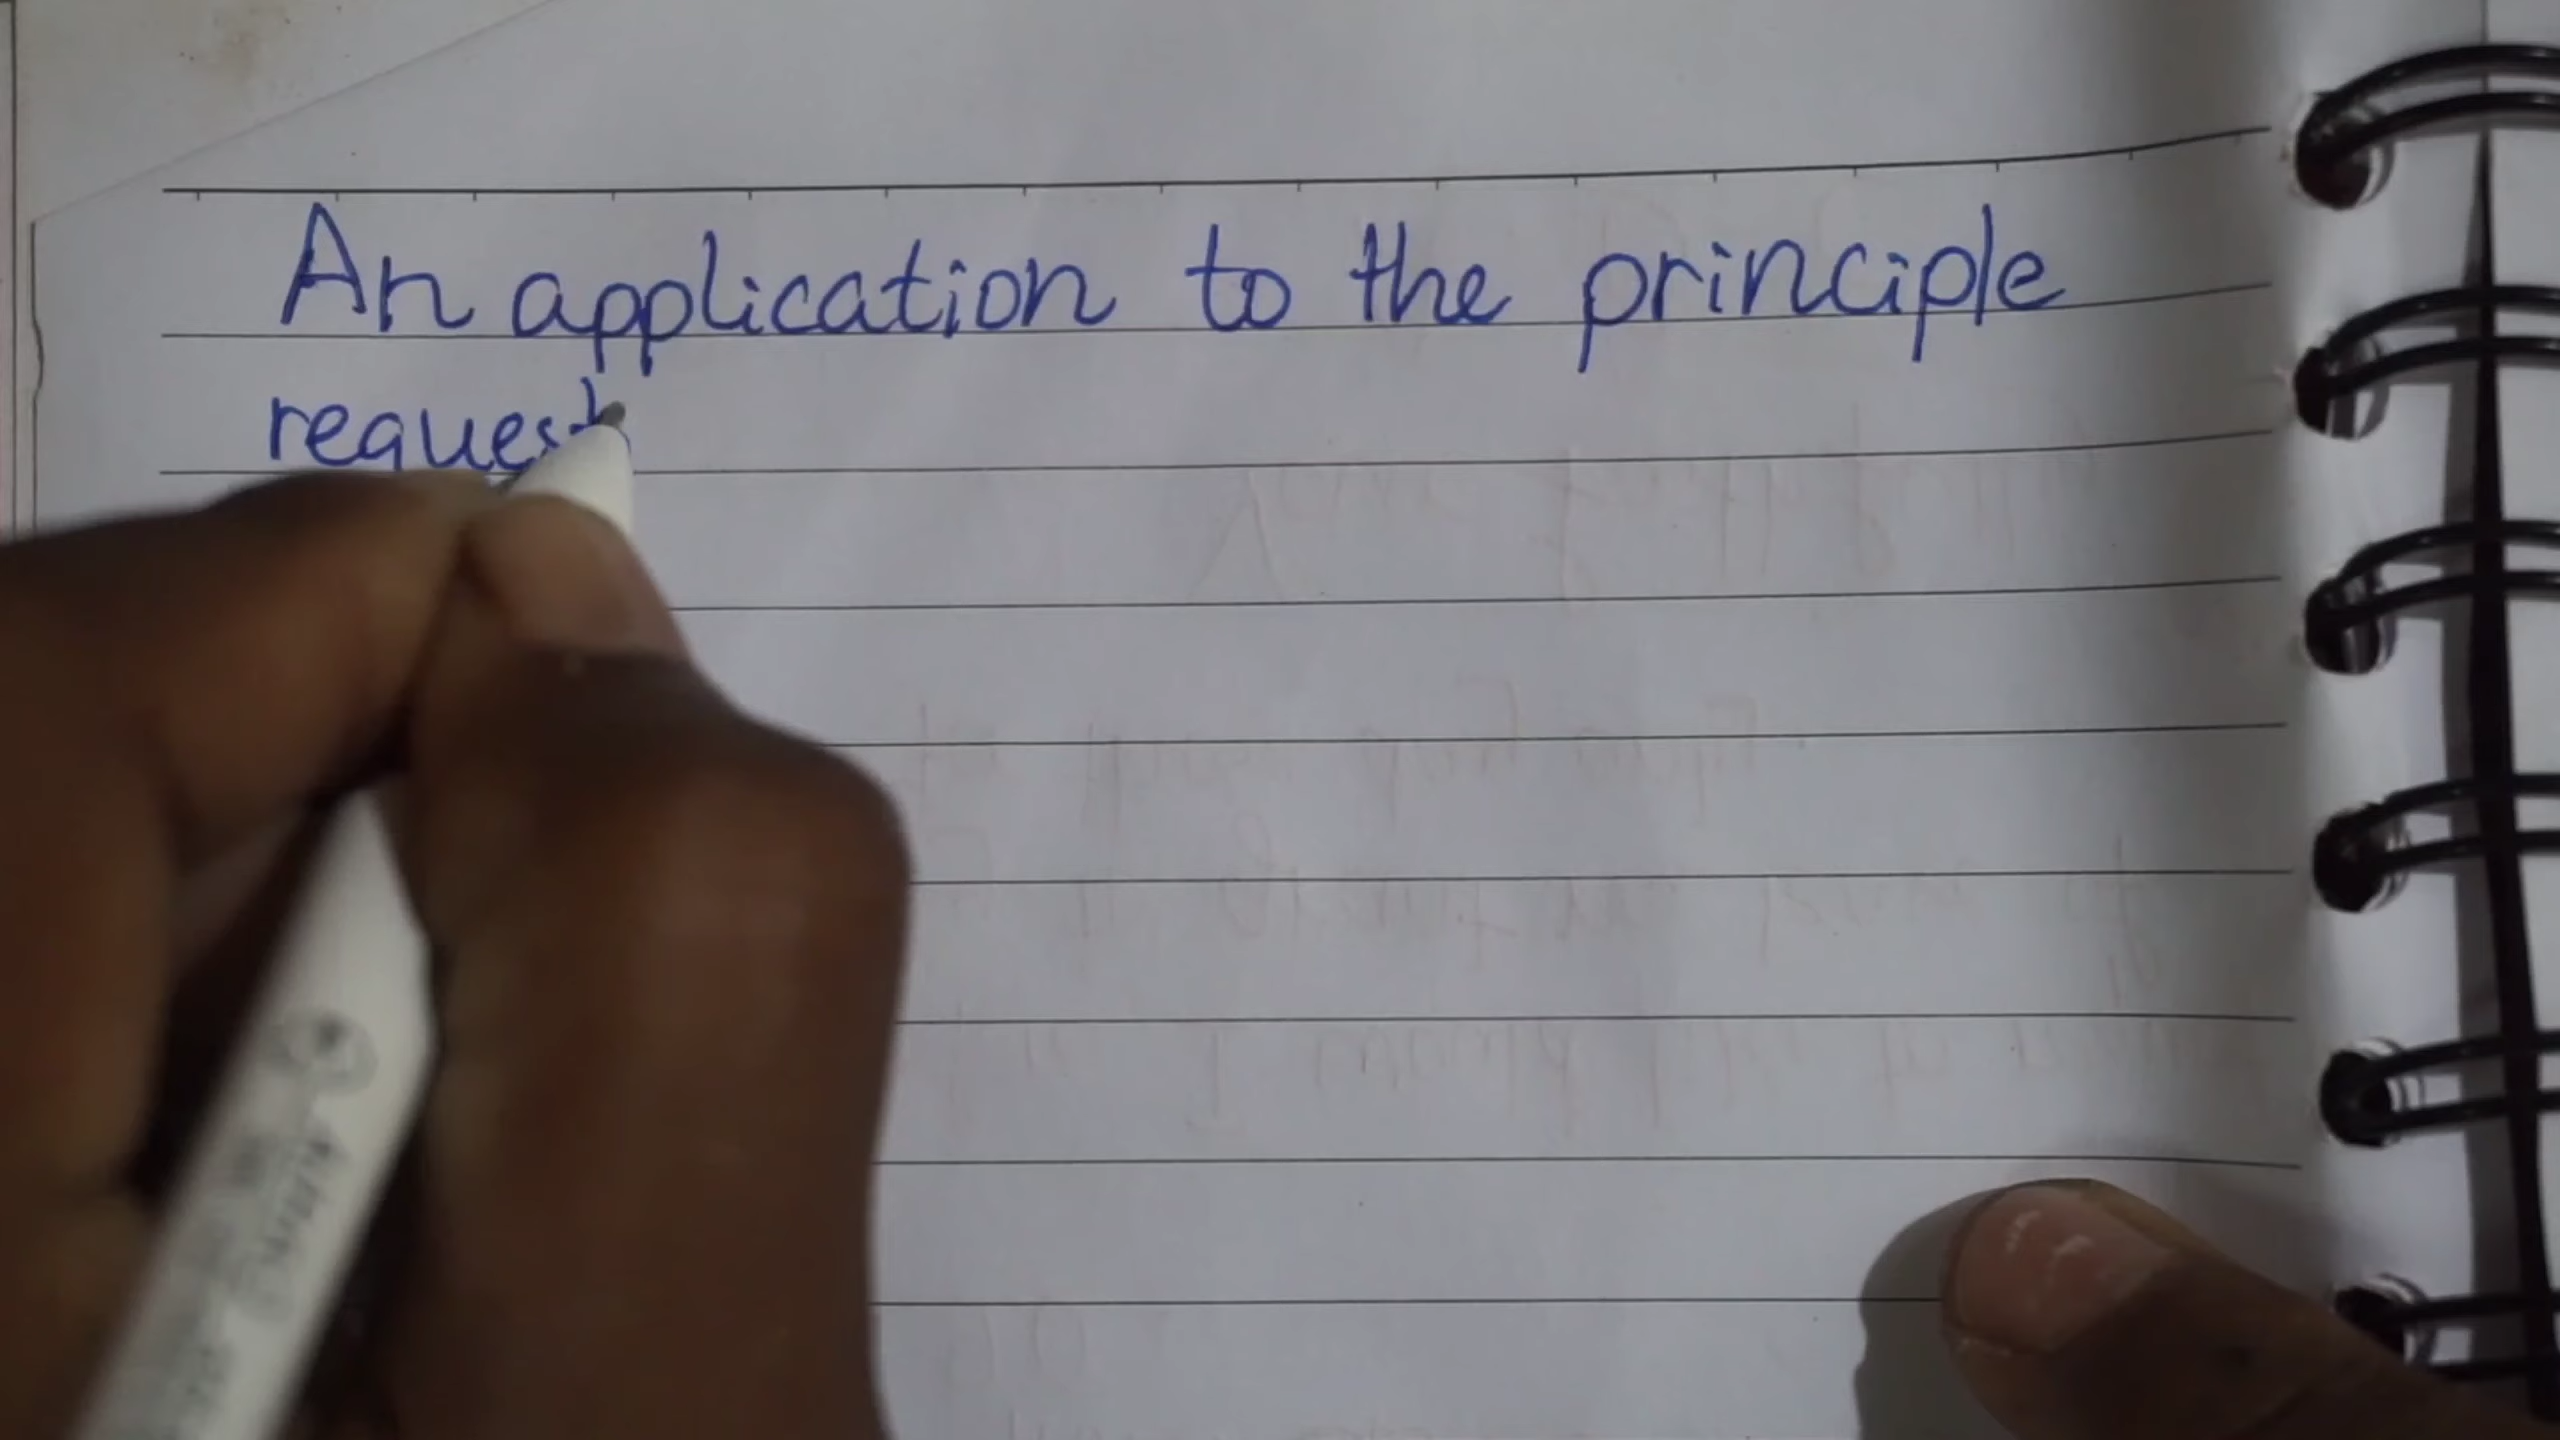 An application to the principle
request